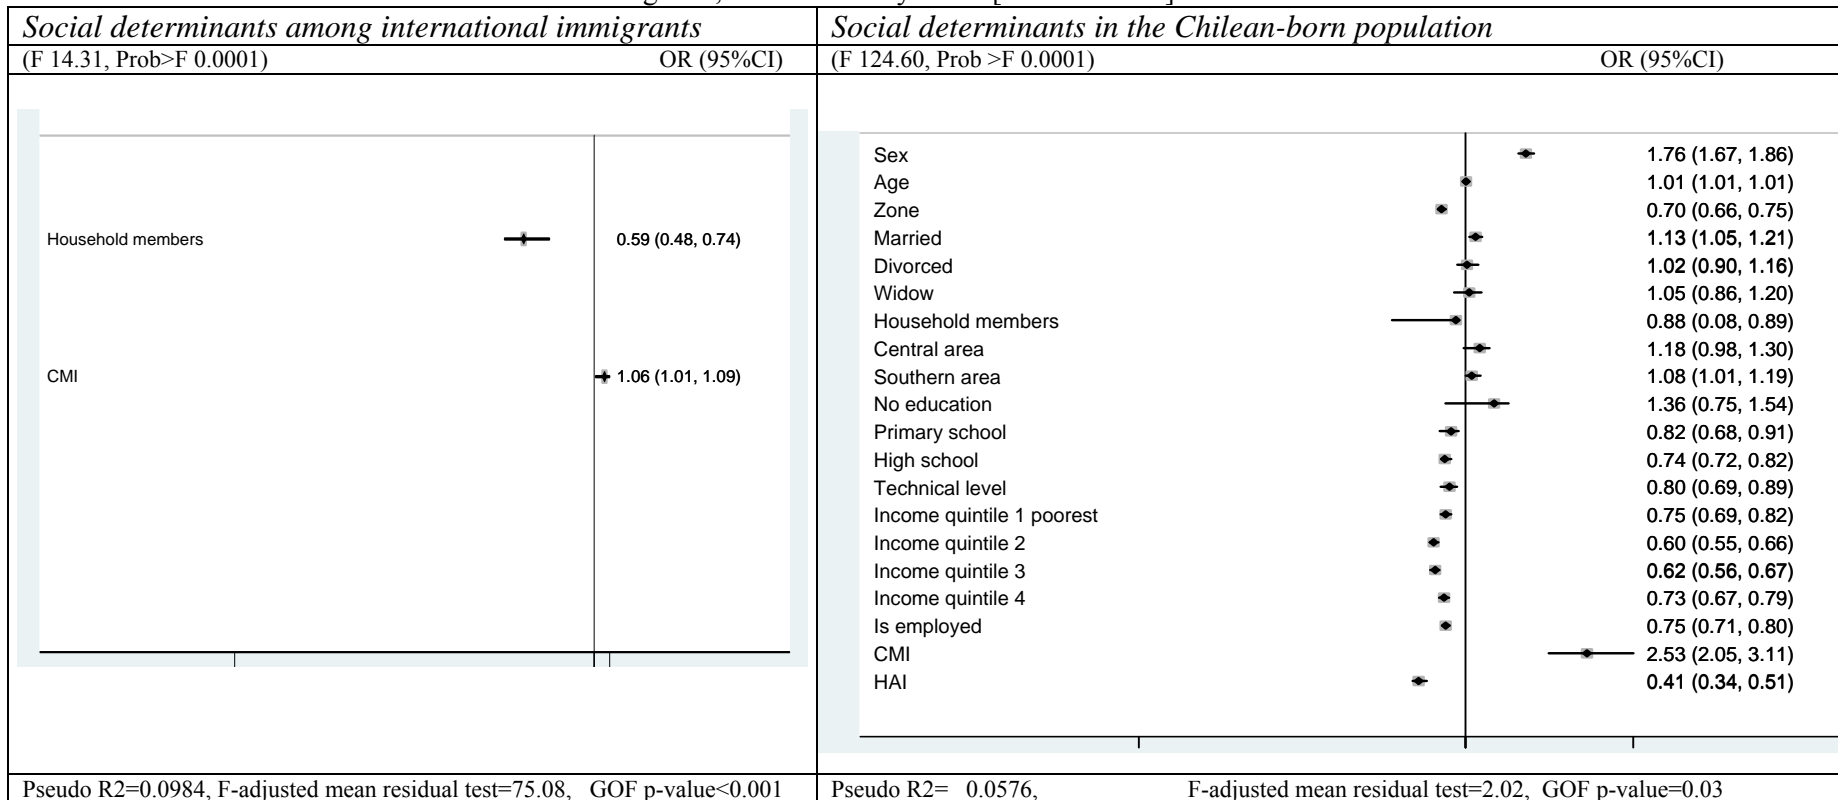 Social determinants among international immigrants
(F 14.31, Prob>F 0.0001) OR (95%CI)
Household members 0.59 (0.48, 0.74)
CMI 1.06 (1.01, 1.09)
Pseudo R2=0.0984, F-adjusted mean residual test=75.08, GOF p-value<0.001
Social determinants in the Chilean-born population
(F 124.60, Prob >F 0.0001) OR (95%CI)
Sex 1.76 (1.67, 1.86)
Age 1.01 (1.01, 1.01)
Zone 0.70 (0.66, 0.75)
Married 1.13 (1.05, 1.21)
Divorced 1.02 (0.90, 1.16)
Widow 1.05 (0.86, 1.20)
Household members 0.88 (0.08, 0.89)
Central area 1.18 (0.98, 1.30)
Southern area 1.08 (1.01, 1.19)
No education 1.36 (0.75, 1.54)
Primary school 0.82 (0.68, 0.91)
High school 0.74 (0.72, 0.82)
Technical level 0.80 (0.69, 0.89)
Income quintile 1 poorest 0.75 (0.69, 0.82)
Income quintile 2 0.60 (0.55, 0.66)
Income quintile 3 0.62 (0.56, 0.67)
Income quintile 4 0.73 (0.67, 0.79)
Is employed 0.75 (0.71, 0.80)
CMI 2.53 (2.05, 3.11)
HAI 0.41 (0.34, 0.51)
Pseudo R2= 0.0576, F-adjusted mean residual test=2.02, GOF p-value=0.03